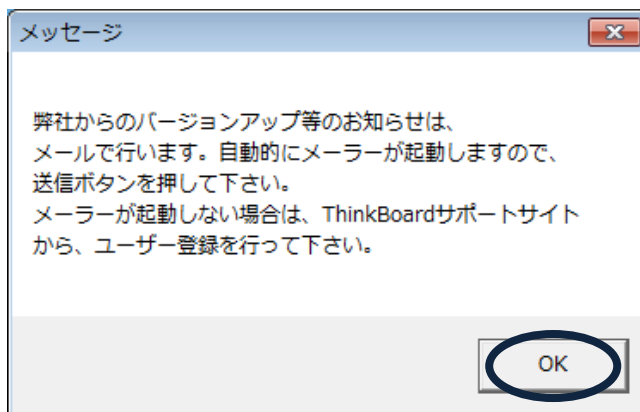 メッセージ
弊社からのバージョンアップ等のお知らせは、
メールで行います。自動的にメーラーが起動しますので、
送信ボタンを押して下さい。
メーラーが起動しない場合は、ThinkBoardサポートサイト
から、ユーザー登録を行って下さい。
OK